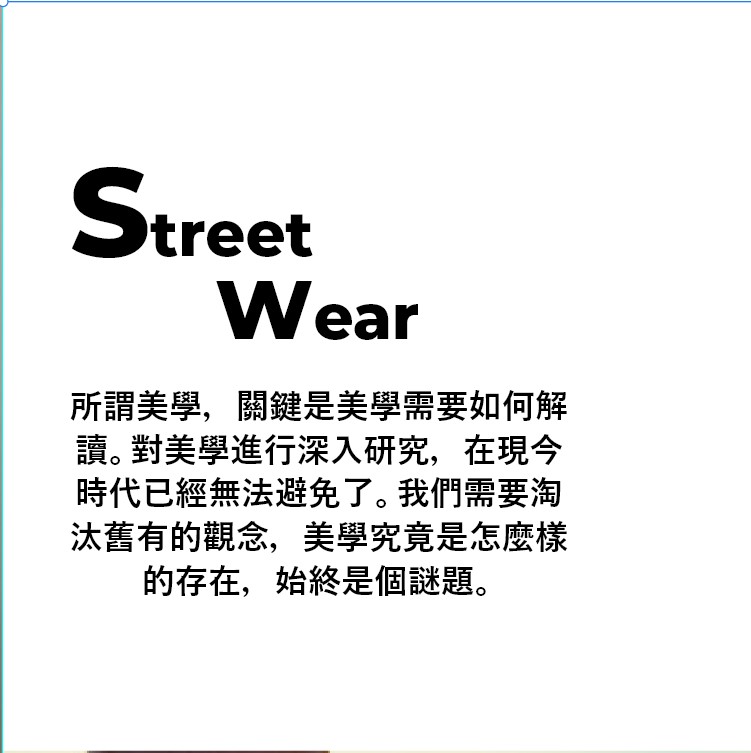 Street
Wear
所謂美學，關鍵是美學需要如何解
讀。對美學進行深入研究，在現今
時代已經無法避免了。我們需要淘
汰舊有的觀念，美學究竟是怎麼樣
的存在，始終是個謎題。